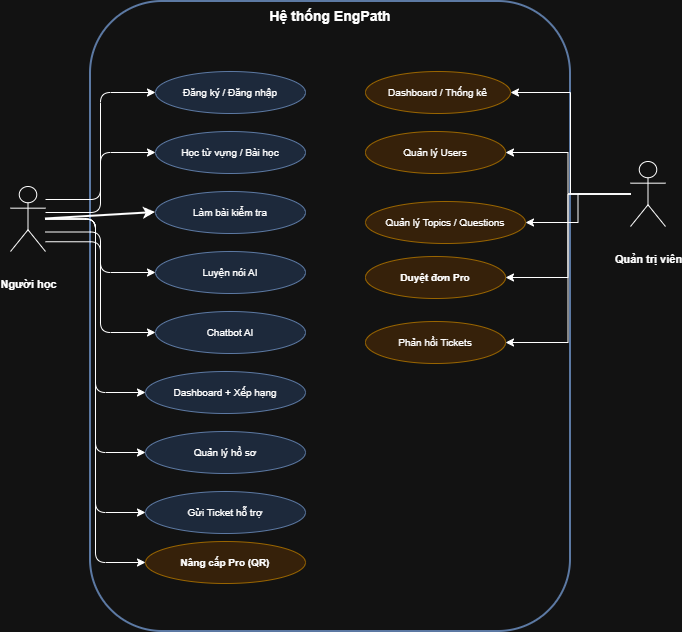 Hệ thống EngPath
Đăng ký / Đăng nhập
Học từ vựng / Bài học
Làm bài kiểm tra
Luyện nói AI
Chatbot AI
Dashboard + Xếp hạng
Quản lý hồ sơ
Gửi Ticket hỗ trợ
Nâng cấp Pro (QR)
Dashboard / Thống kê
Quản lý Users
Quản lý Topics / Questions
Duyệt đơn Pro
Phản hồi Tickets
Người học
Quản trị viên